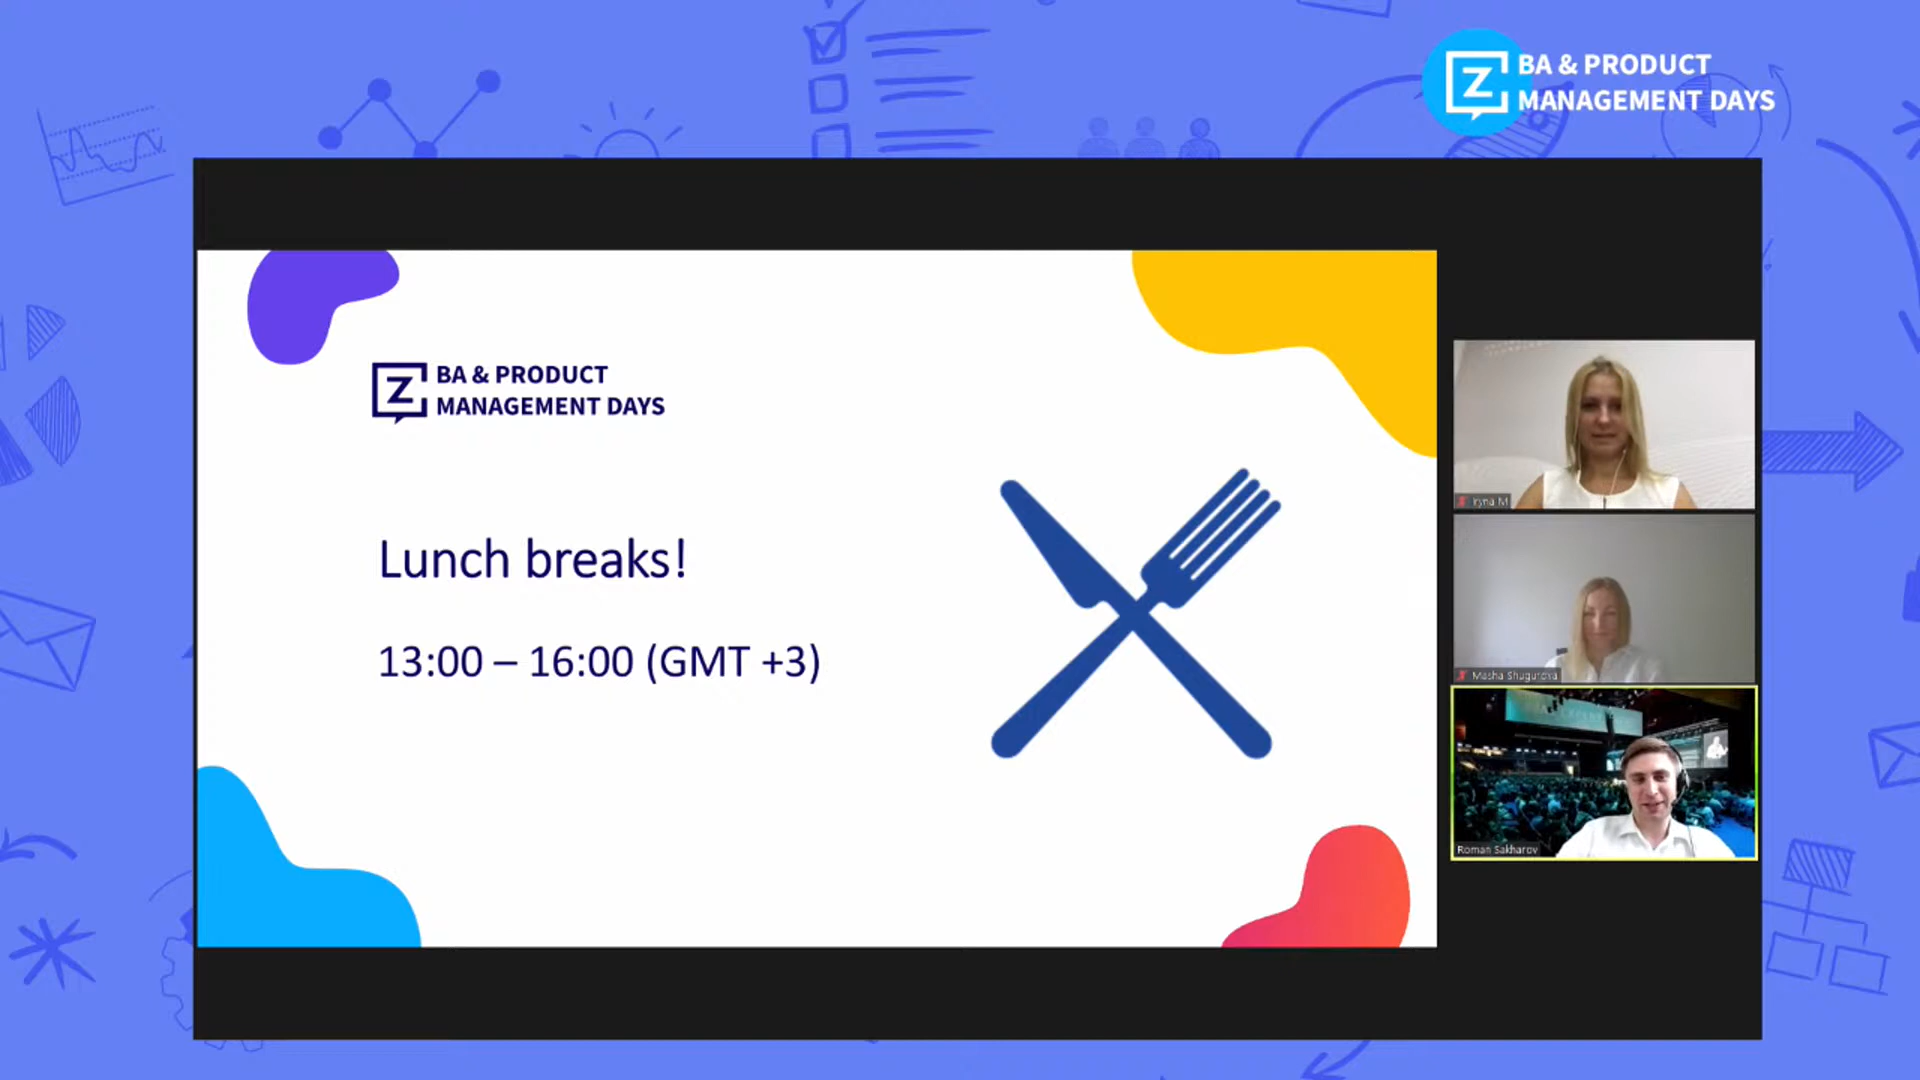 BA & PRODUCT
MANAGEMENT DAYS
Z
BA & PRODUCT
MANAGEMENT DAYS
Z
Lunch breaks!
13:00 – 16:00 (GMT +3)
Iryna M
Masha Shugurova
Roman Sakharov